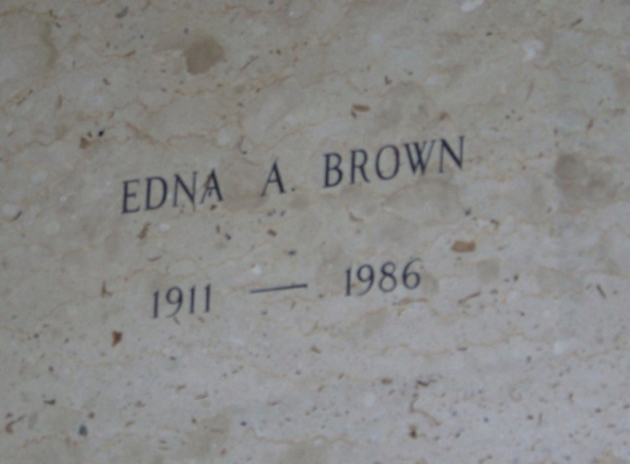 EDNA A. BROWN
1911 — 1986